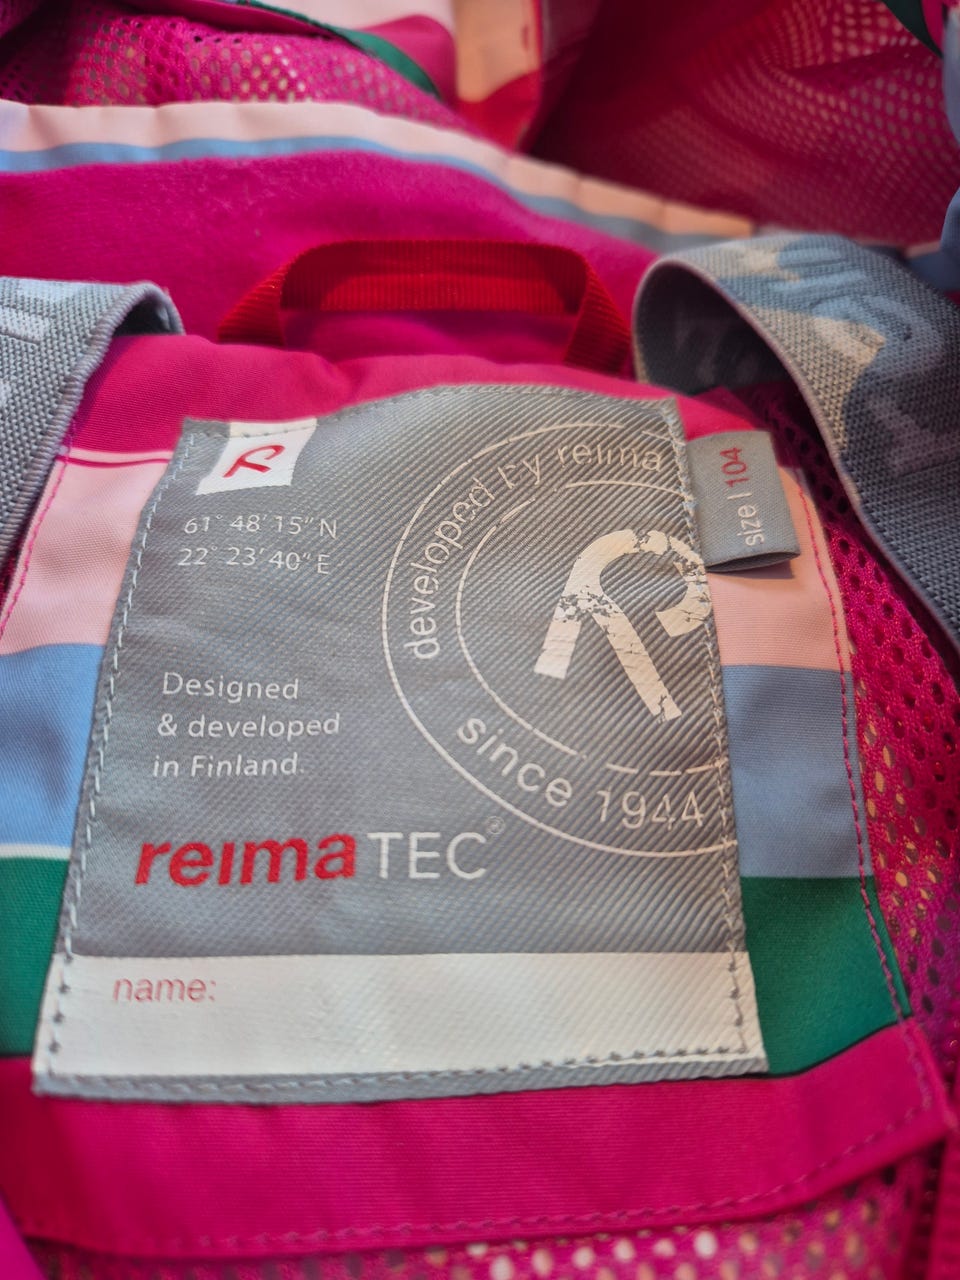 developed by reima
size | 104
61° 48' 15" N
22° 23' 40" E
Designed
& developed
in Finland.
since 1944
reima TEC®
name: